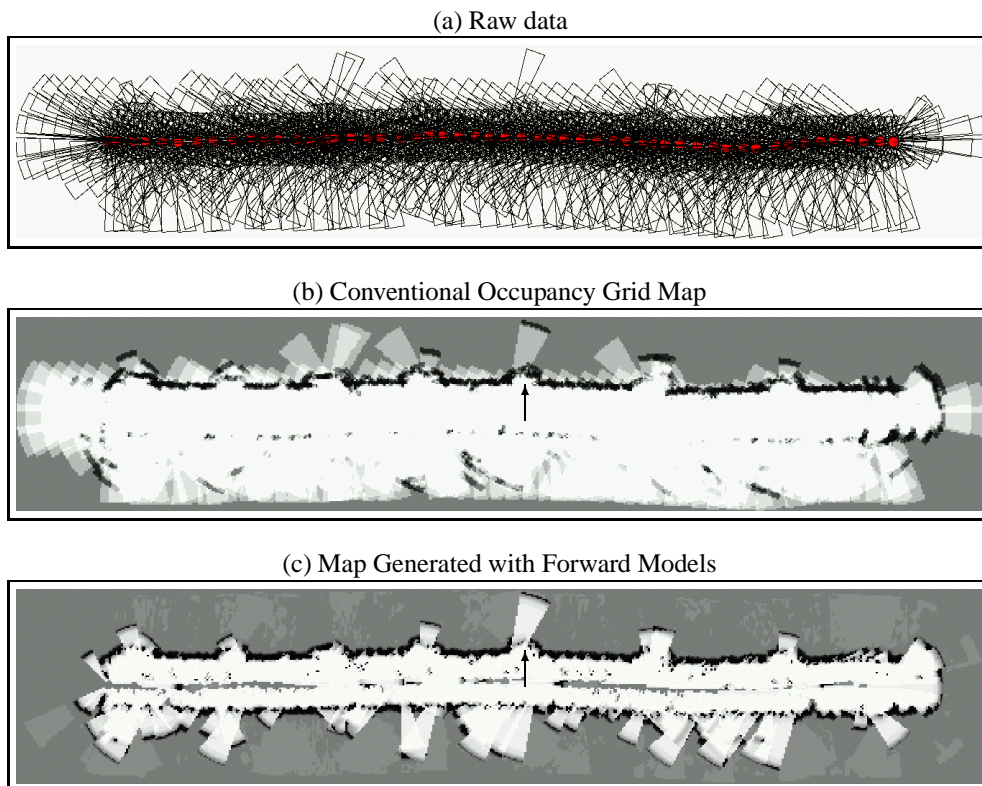 (a) Raw data
(b) Conventional Occupancy Grid Map
(c) Map Generated with Forward Models